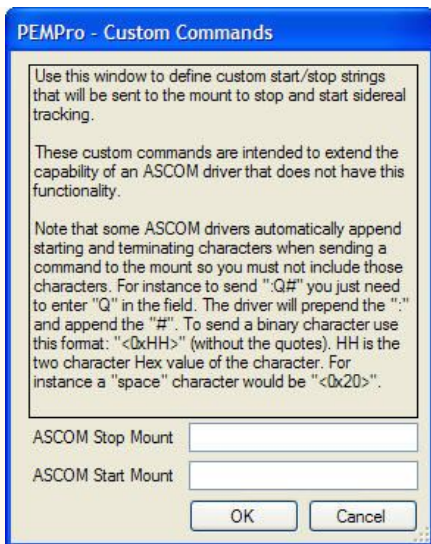 PEMPro - Custom Commands
Use this window to define custom start/stop strings
that will be sent to the mount to stop and start sidereal
tracking.
These custom commands are intended to extend the
capability of an ASCOM driver that does not have this
functionality.
Note that some ASCOM drivers automatically append
starting and terminating characters when sending a
command to the mount so you must not include those
characters. For instance to send ":Q#" you just need
to enter "Q" in the field. The driver will prepend the ":"
and append the "#". To send a binary character use
this format: "<0xHH>" (without the quotes). HH is the
two character Hex value of the character. For
instance a "space" character would be "<0x20>".
ASCOM Stop Mount
ASCOM Start Mount
OK Cancel